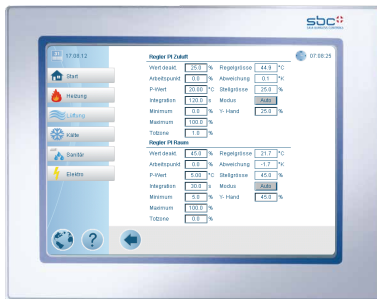 sbc
17.08.12
07:08:25
Start
Heizung
Lüftung
Kälte
Sanitär
Elektro
Regler PI Zuluft
Wert deakt. 25.0 % Regelgrösse 44.9 °C
Arbeitspunkt 0.0 % Abweichung 0.1 °K
P-Wert 20.00 °C Stellgrösse 25.0 %
Integration 120.0 s Modus Auto
Minimum 0.0 % Y- Hand 25.0 %
Maximum 100.0 %
Totzone 1.0 %
Regler PI Raum
Wert deakt. 45.0 % Regelgrösse 21.7 °C
Arbeitspunkt 0.0 % Abweichung -1.7 °K
P-Wert 5.00 °C Stellgrösse 45.0 %
Integration 30.0 s Modus Auto
Minimum 5.0 % Y- Hand 45.0 %
Maximum 100.0 %
Totzone 0.0 %
?